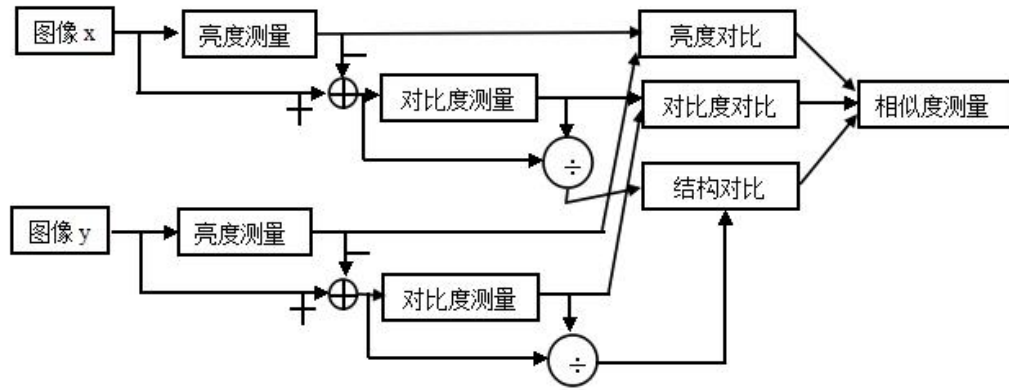 图像 x
亮度测量
亮度对比
对比度测量
对比度对比
相似度测量
÷
结构对比
图像 y
亮度测量
对比度测量
÷